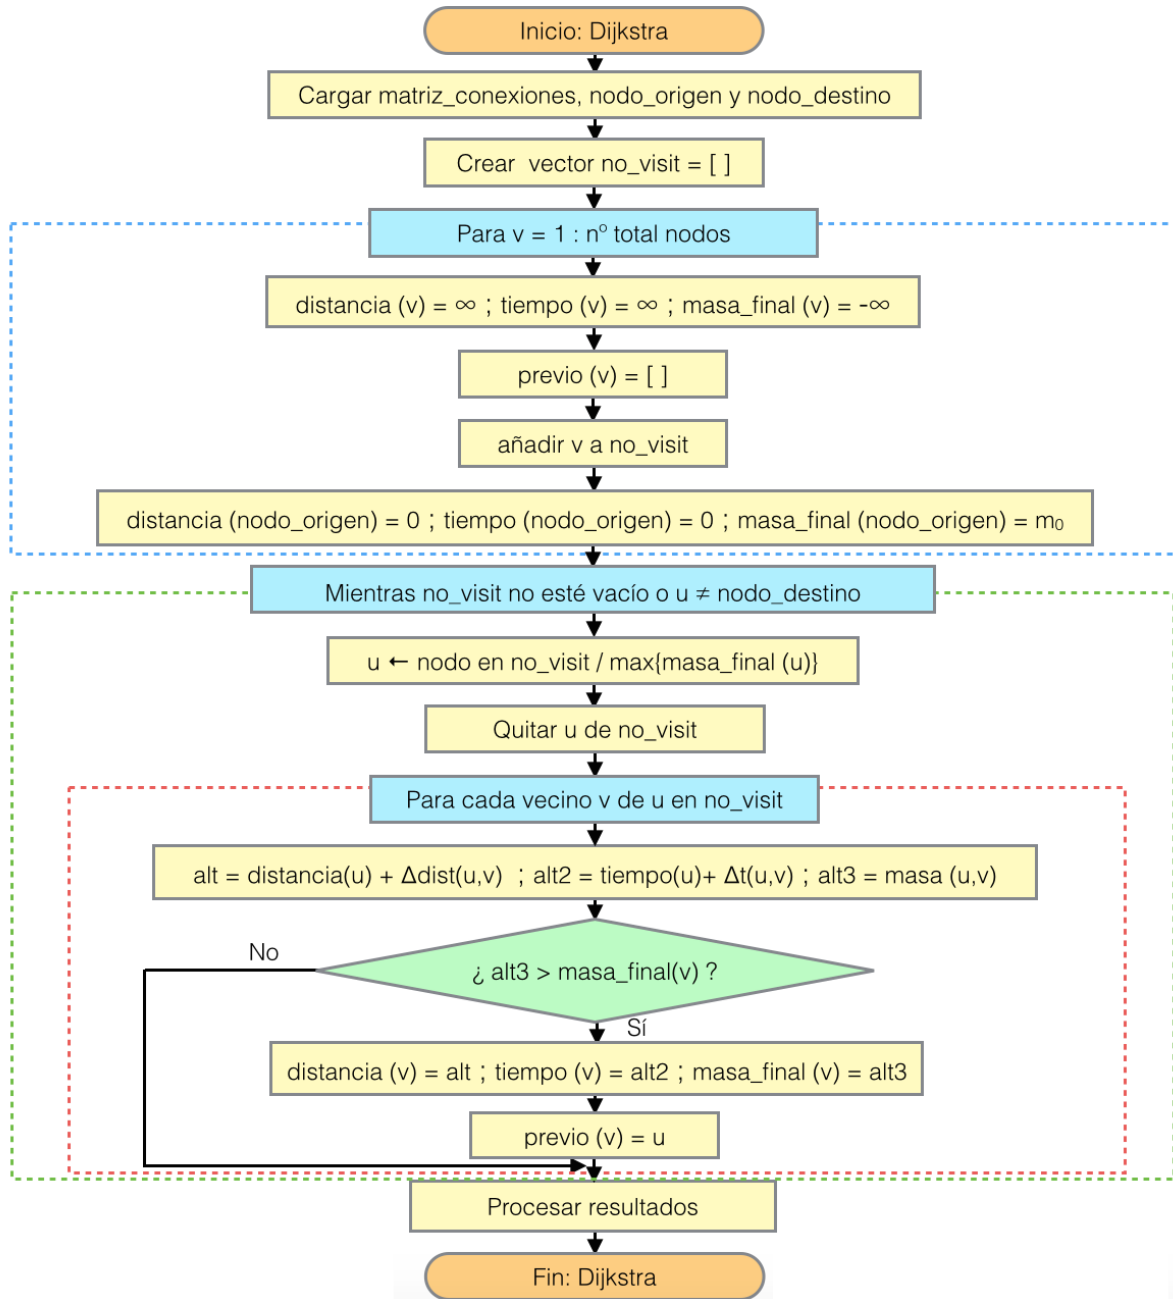 Inicio: Dijkstra
Cargar matriz_conexiones, nodo_origen y nodo_destino
Crear vector no_visit = [ ]
Para v = 1 : nº total nodos
distancia (v) = ∞ ; tiempo (v) = ∞ ; masa_final (v) = -∞
previo (v) = [ ]
añadir v a no_visit
distancia (nodo_origen) = 0 ; tiempo (nodo_origen) = 0 ; masa_final (nodo_origen) = m₀
Mientras no_visit no esté vacío o u ≠ nodo_destino
u ← nodo en no_visit / max{masa_final (u)}
Quitar u de no_visit
Para cada vecino v de u en no_visit
alt = distancia(u) + Δdist(u,v) ; alt2 = tiempo(u)+ Δt(u,v) ; alt3 = masa (u,v)
No
¿ alt3 > masa_final(v) ?
Sí
distancia (v) = alt ; tiempo (v) = alt2 ; masa_final (v) = alt3
previo (v) = u
Procesar resultados
Fin: Dijkstra